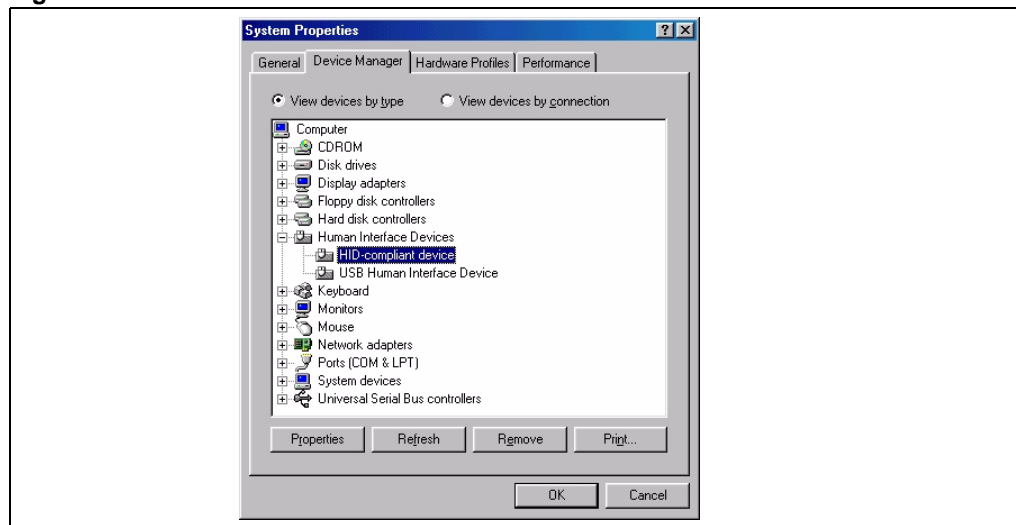 System Properties
General Device Manager Hardware Profiles Performance
View devices by type View devices by connection
Computer
CDROM
Disk drives
Display adapters
Floppy disk controllers
Hard disk controllers
Human Interface Devices
HID-compliant device
USB Human Interface Device
Keyboard
Monitors
Mouse
Network adapters
Ports (COM & LPT)
System devices
Universal Serial Bus controllers
Properties Refresh Remove Print...
OK Cancel